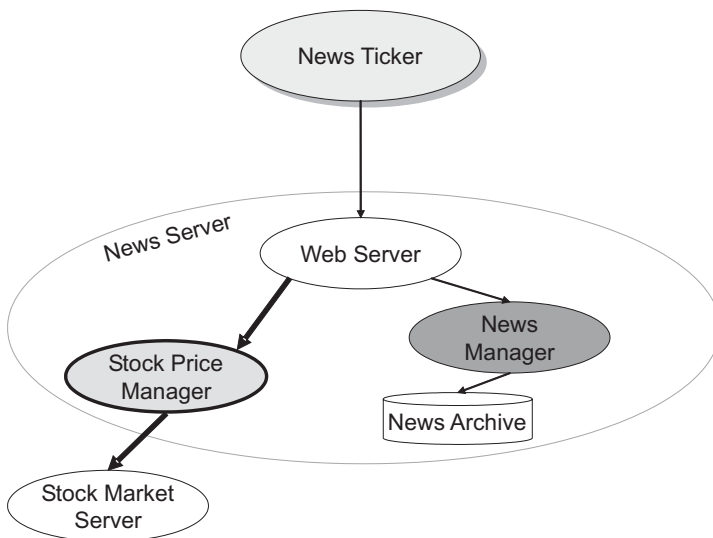 News Ticker
News Server
Web Server
News
Manager
Stock Price
Manager
News Archive
Stock Market
Server